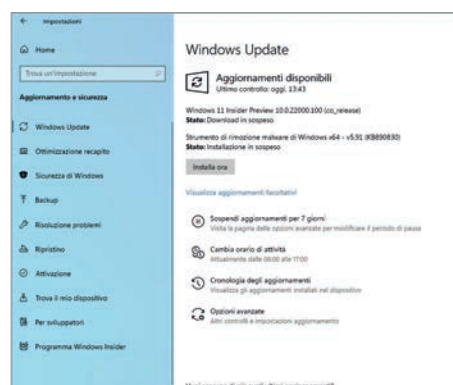 Impostazioni
Home
Trova un'impostazione
Aggiornamento e sicurezza
Windows Update
Ottimizzazione recapito
Sicurezza di Windows
Backup
Risoluzione problemi
Ripristino
Attivazione
Trova il mio dispositivo
Per sviluppatori
Programma Windows Insider
Windows Update
Aggiornamenti disponibili
Ultimo controllo: oggi, 13:43
Windows 11 Insider Preview 10.0.22000.100 (co_release)
Stato: Download in sospeso
Strumento di rimozione malware di Windows x64 - v5.91 (KB890830)
Stato: Installazione in sospeso
Installa ora
Visualizza aggiornamenti facoltativi
Sospendi aggiornamenti per 7 giorni
Visita la pagina delle opzioni avanzate per modificare il periodo di pausa
Cambia orario di attività
Attualmente dalle 08:00 alle 17:00
Cronologia degli aggiornamenti
Visualizza gli aggiornamenti installati nel dispositivo
Opzioni avanzate
Altri controlli e impostazioni aggiornamento